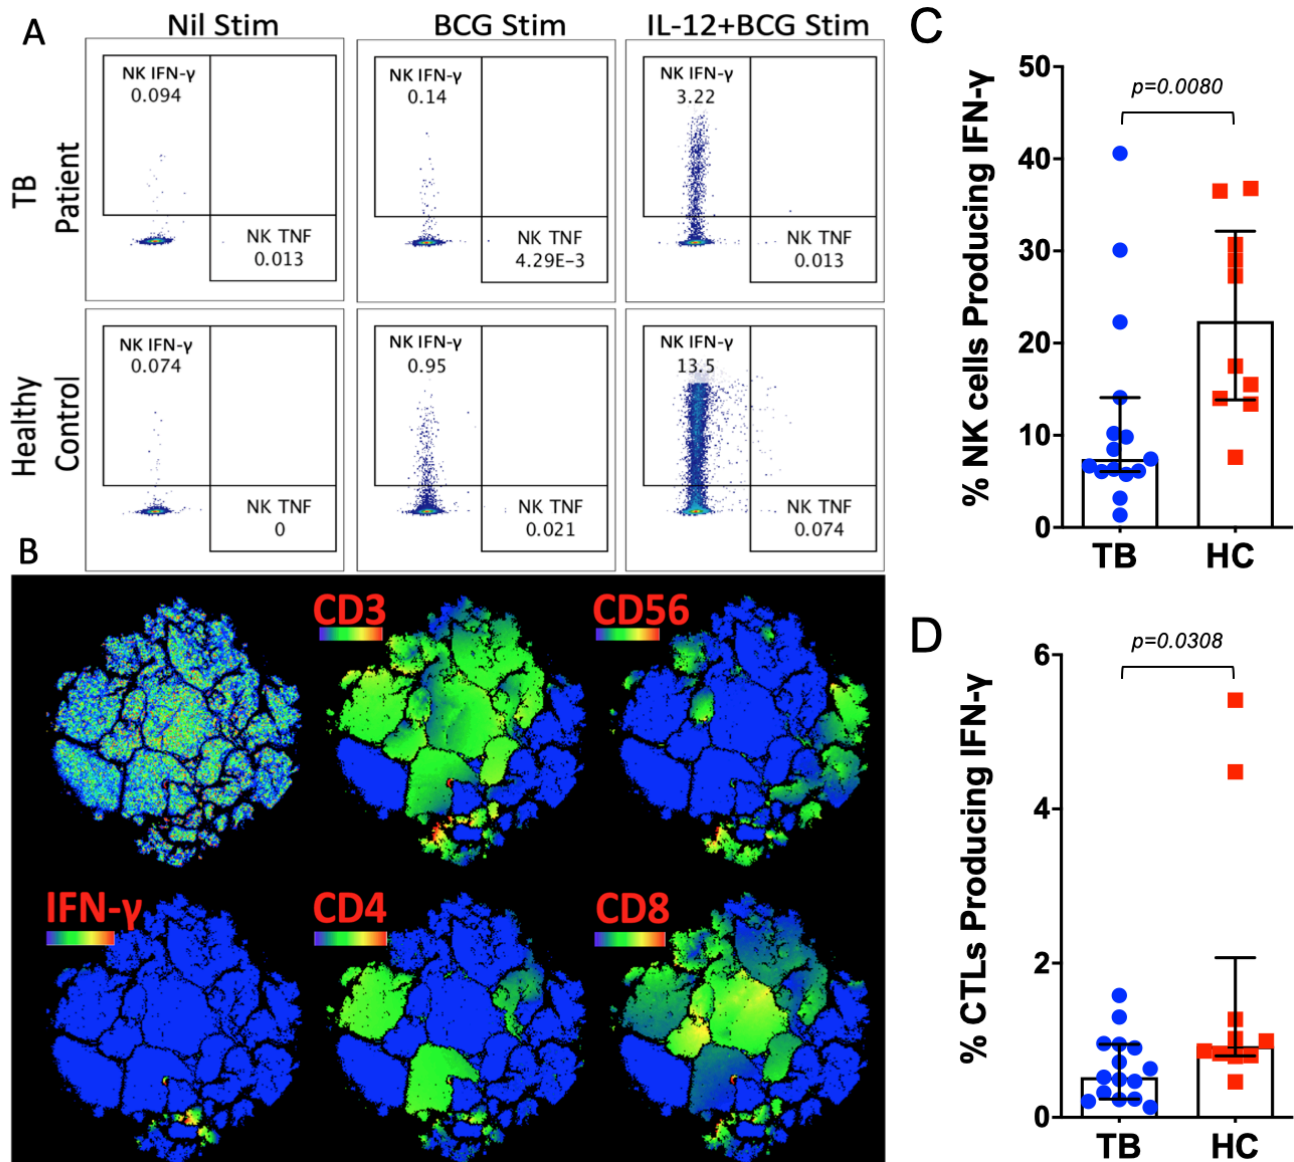 A
Nil Stim
BCG Stim
IL-12+BCG Stim
TB
Patient
NK IFN-γ
0.094
NK TNF
0.013
NK IFN-γ
0.14
NK TNF
4.29E-3
NK IFN-γ
3.22
NK TNF
0.013
Healthy
Control
NK IFN-γ
0.074
NK TNF
0
NK IFN-γ
0.95
NK TNF
0.021
NK IFN-γ
13.5
NK TNF
0.074
B
CD3
CD56
IFN-γ
CD4
CD8
C
% NK cells Producing IFN-γ
50
40
30
20
10
0
p=0.0080
TB
HC
D
% CTLs Producing IFN-γ
6
4
2
0
p=0.0308
TB
HC